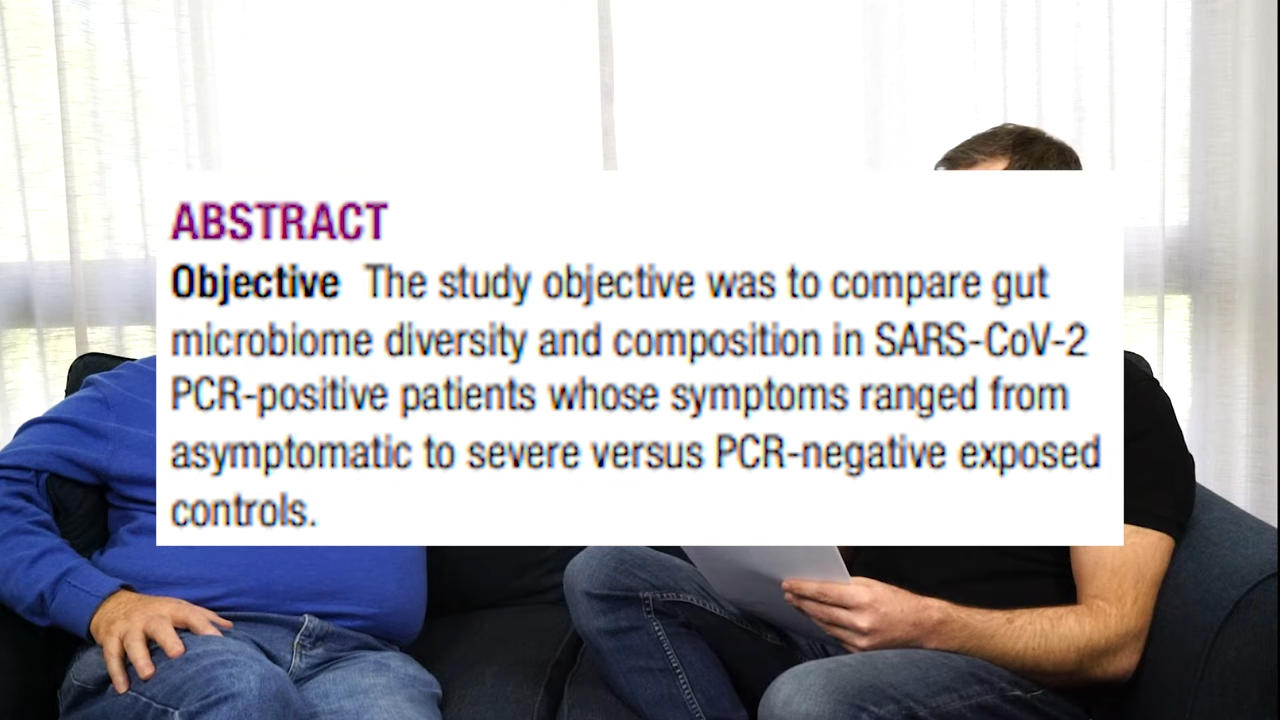 ABSTRACT
Objective The study objective was to compare gut
microbiome diversity and composition in SARS-CoV-2
PCR-positive patients whose symptoms ranged from
asymptomatic to severe versus PCR-negative exposed
controls.